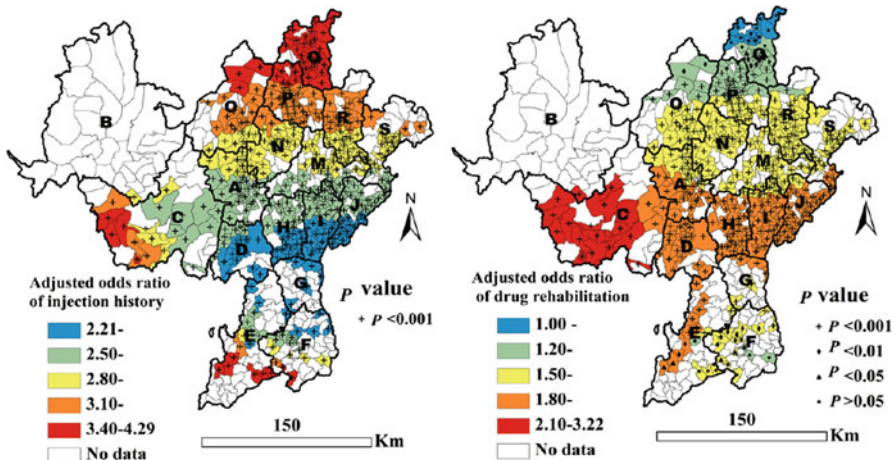 B
Q
O
P
R
S
N
M
A
C
J
I
H
D
G
E
F
N
Adjusted odds ratio
of injection history
2.21-
2.50-
2.80-
3.10-
3.40-4.29
No data
P value
P <0.001
150
Km
B
G
O
P
R
S
N
M
A
C
J
I
H
D
G
E
F
N
Adjusted odds ratio
of drug rehabilitation
1.00 -
1.20-
1.50-
1.80-
2.10-3.22
No data
P value
P <0.001
P <0.01
P <0.05
P >0.05
150
Km